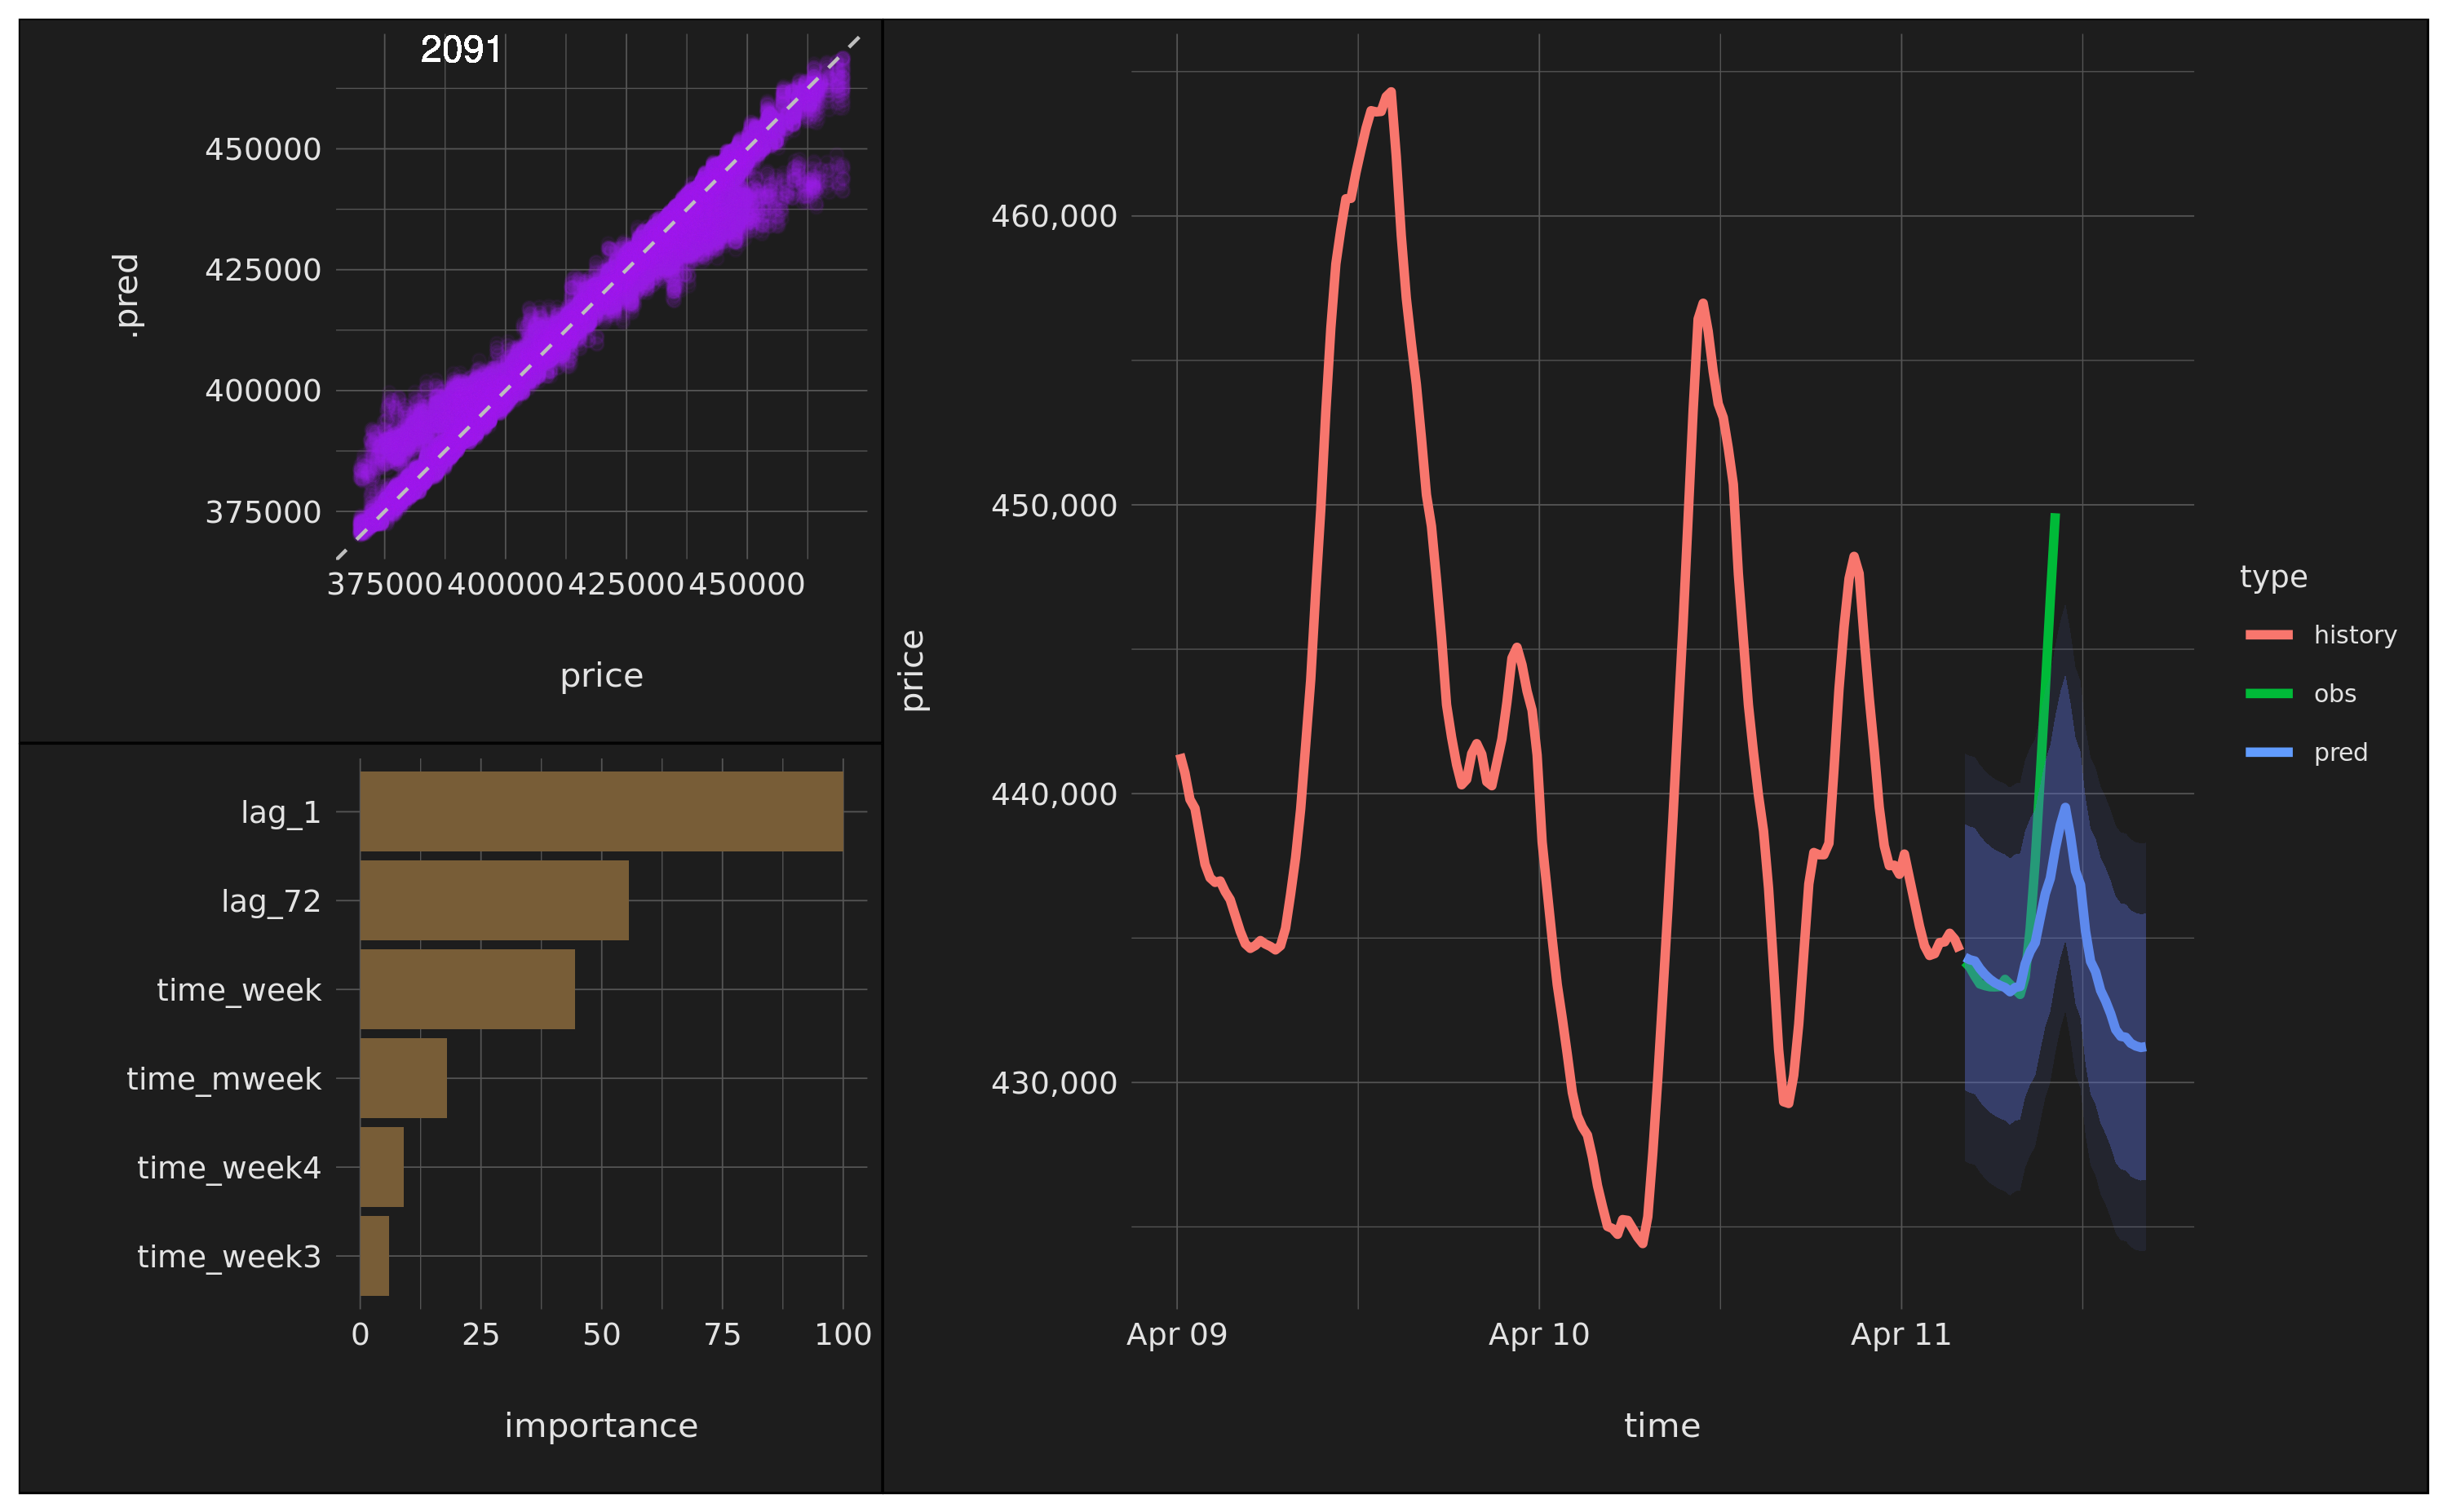 2091
450000
425000
400000
375000
.pred
375000 400000 425000 450000
price
lag_1
lag_72
time_week
time_mweek
time_week4
time_week3
0 25 50 75 100
importance
460,000
450,000
440,000
430,000
price
Apr 09 Apr 10 Apr 11
time
type
history
obs
pred